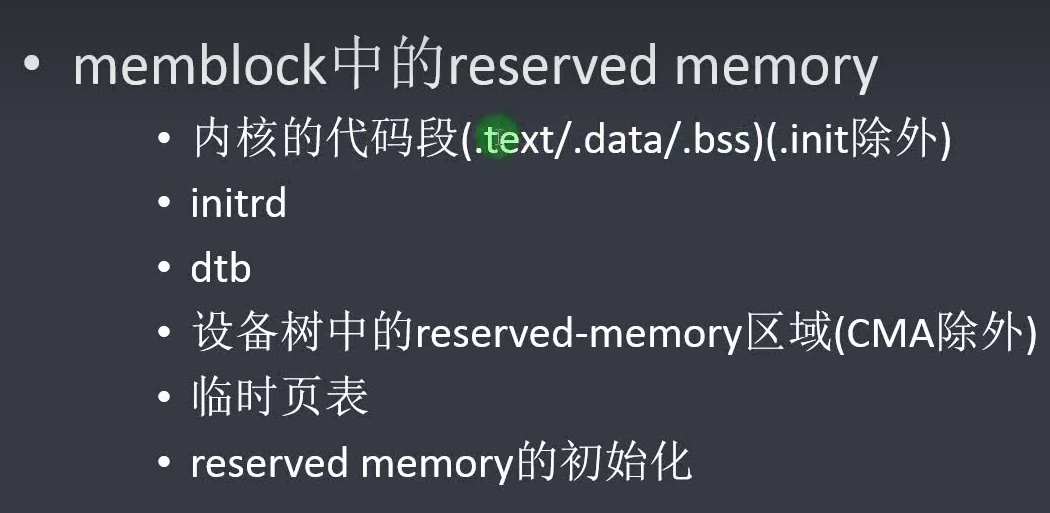 • memblock中的reserved memory
• 内核的代码段(.text/.data/.bss)(.init除外)
• initrd
• dtb
• 设备树中的reserved-memory区域(CMA除外)
• 临时页表
• reserved memory的初始化